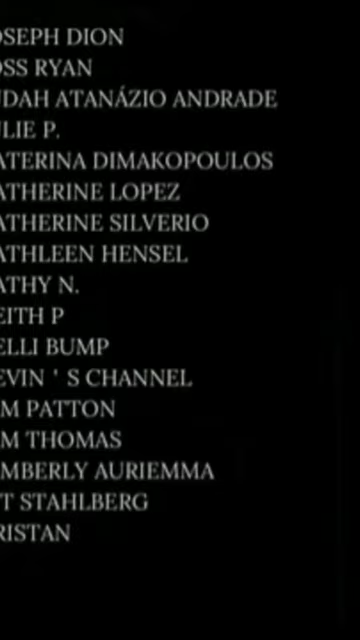 OSEPH DION
OSS RYAN
UDAH ATANÁZIO ANDRADE
ULIE P.
ATERINA DIMAKOPOULOS
ATHERINE LOPEZ
ATHERINE SILVERIO
ATHLEEN HENSEL
ATHY N.
EITH P
ELLI BUMP
EVIN ' S CHANNEL
M PATTON
M THOMAS
MBERLY AURIEMMA
T STAHLBERG
RISTAN